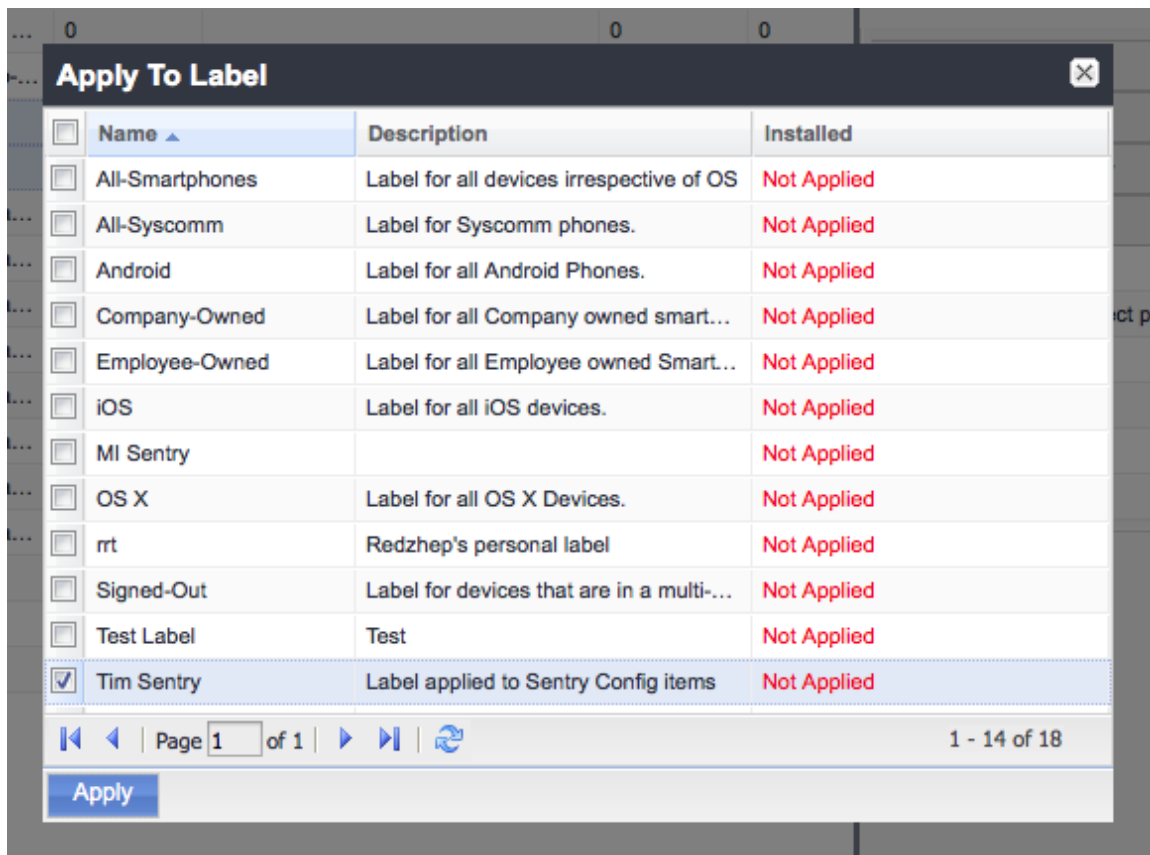 ... 0 0 0
Apply To Label
Name Description Installed
All-Smartphones Label for all devices irrespective of OS Not Applied
All-Syscomm Label for Syscomm phones. Not Applied
Android Label for all Android Phones.  Not Applied
Company-Owned Label for all Company owned smart... Not Applied
Employee-Owned Label for all Employee owned Smart... Not Applied
iOS Label for all iOS devices. Not Applied
MI Sentry Not Applied
OS X Label for all OS X Devices. Not Applied
rrt Redzhep's personal label Not Applied
Signed-Out Label for devices that are in a multi-... Not Applied
Test Label Test Not Applied
Tim Sentry Label applied to Sentry Config items Not Applied
Page 1 of 1 1 - 14 of 18
Apply